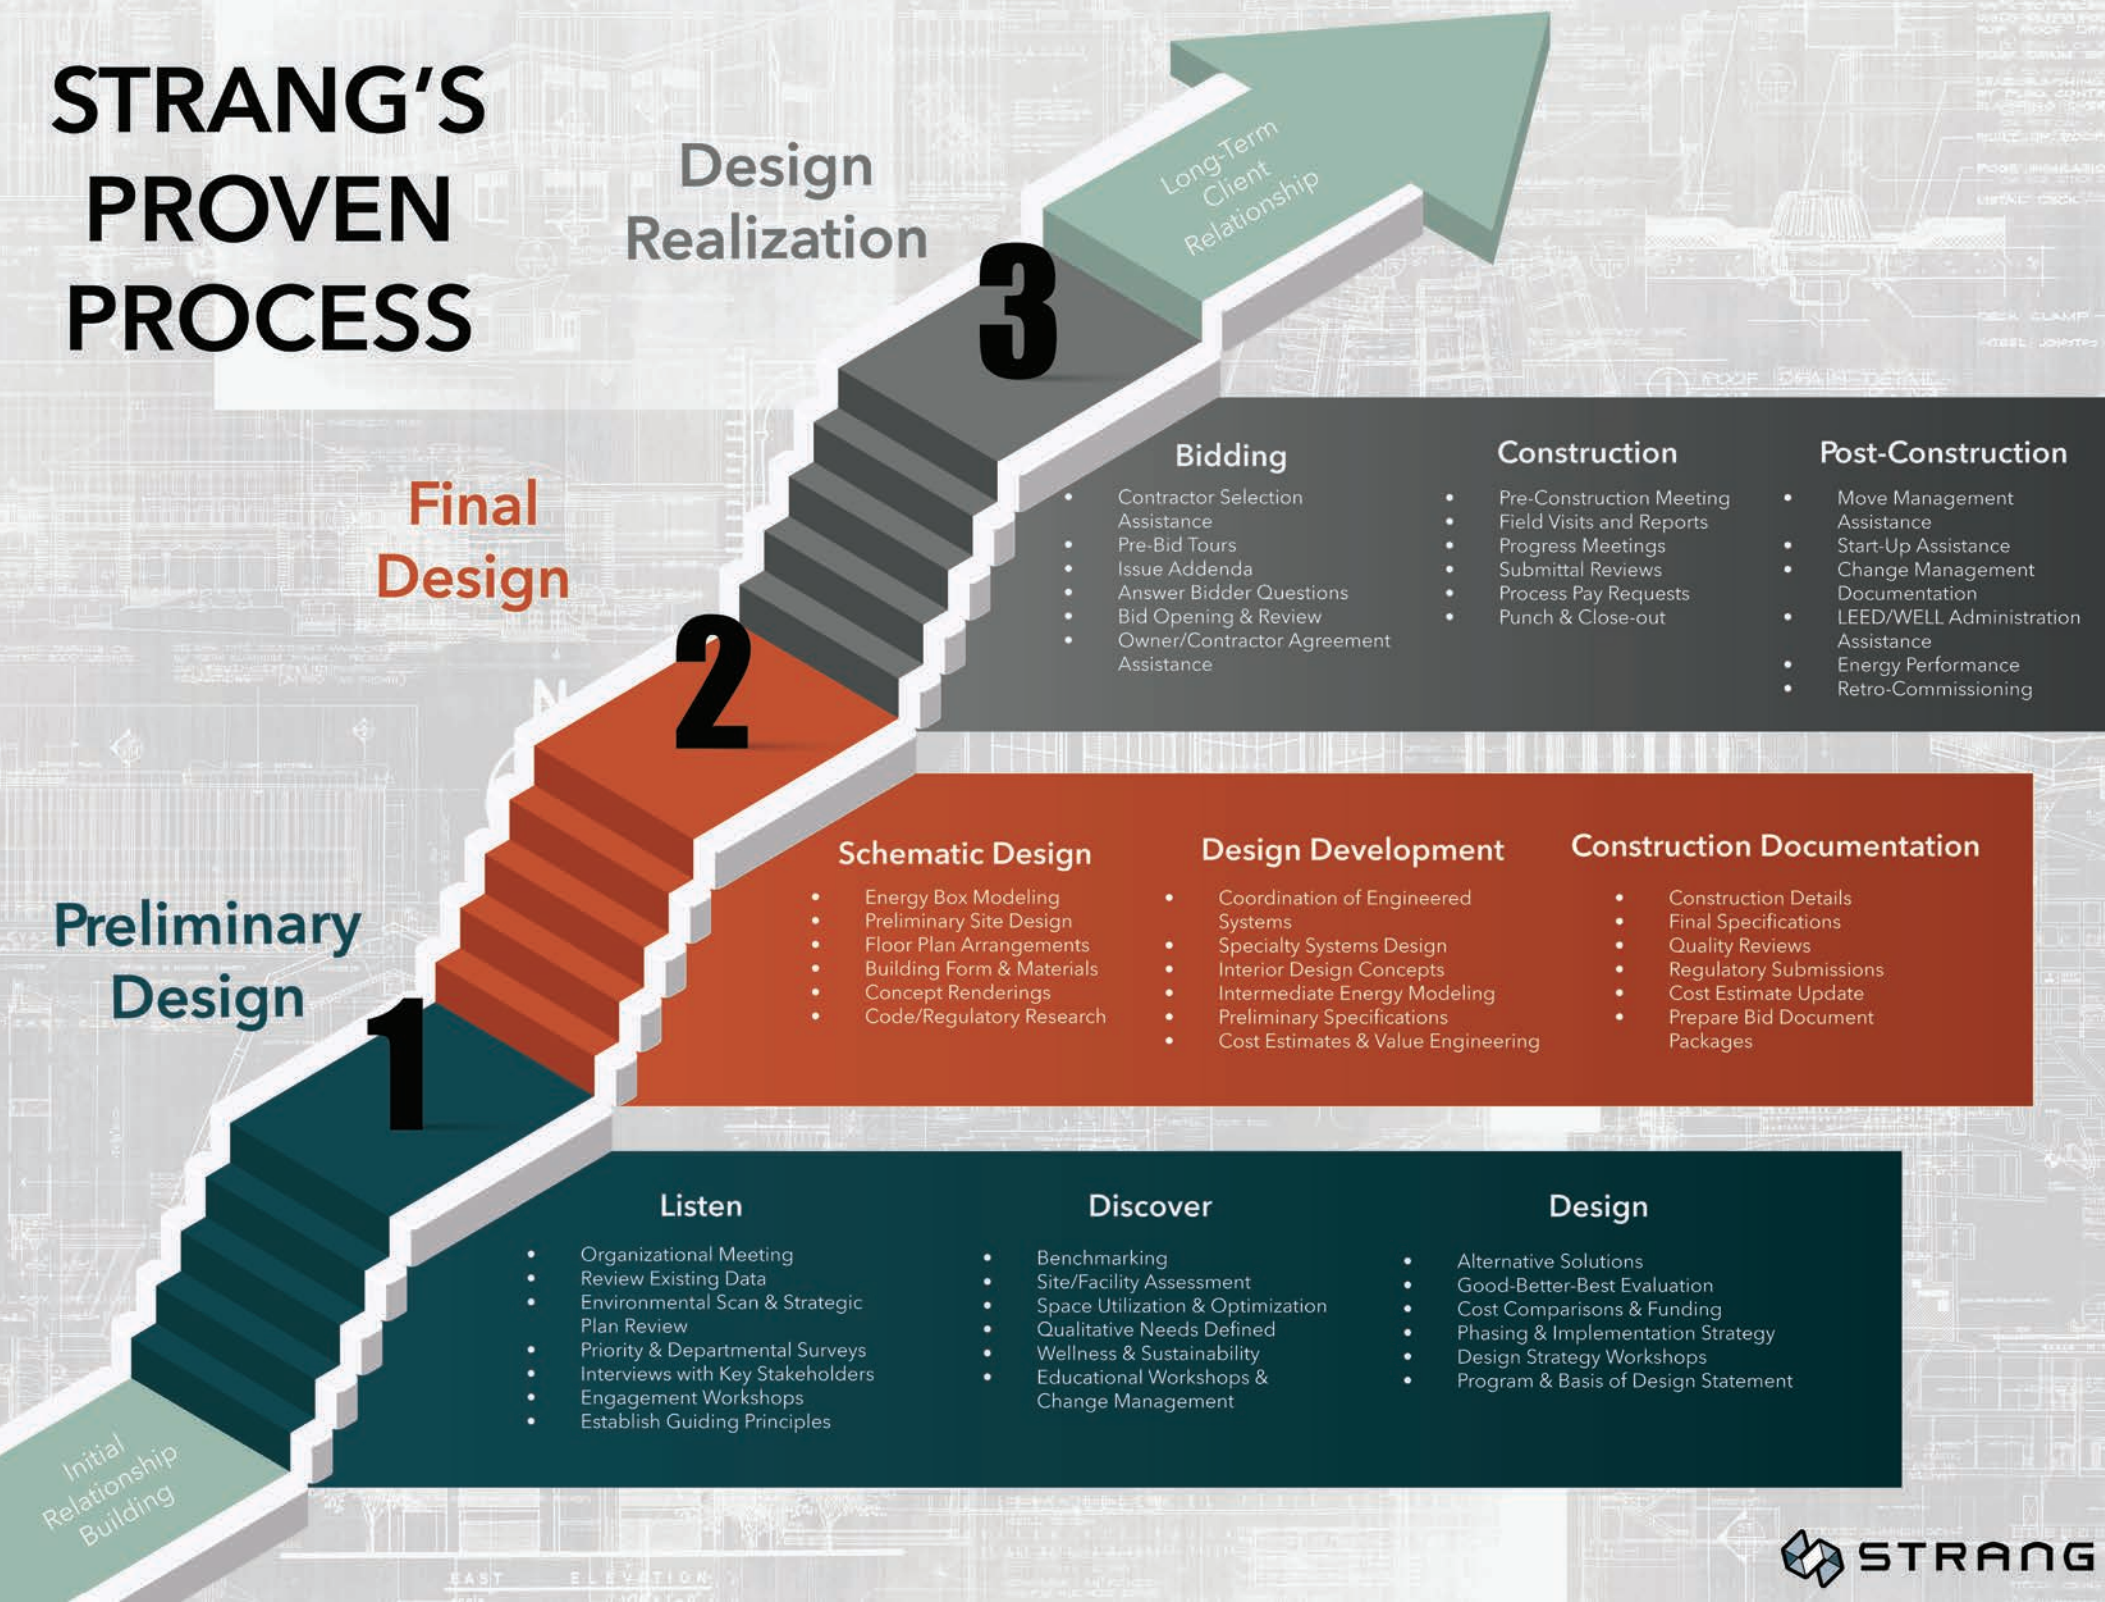 STRANG'S
PROVEN
PROCESS
Design
Realization
Long-Term
Client
Relationship
3
Bidding
Contractor Selection
Assistance
Pre-Bid Tours
Issue Addenda
Answer Bidder Questions
Bid Opening & Review
Owner/Contractor Agreement
Assistance
Construction
Pre-Construction Meeting
Field Visits and Reports
Progress Meetings
Submittal Reviews
Process Pay Requests
Punch & Close-out
Post-Construction
Move Management
Assistance
Start-Up Assistance
Change Management
Documentation
LEED/WELL Administration
Assistance
Energy Performance
Retro-Commissioning
Final
Design
2
Schematic Design
Energy Box Modeling
Preliminary Site Design
Floor Plan Arrangements
Building Form & Materials
Concept Renderings
Code/Regulatory Research
Design Development
Coordination of Engineered
Systems
Specialty Systems Design
Interior Design Concepts
Intermediate Energy Modeling
Preliminary Specifications
Cost Estimates & Value Engineering
Construction Documentation
Construction Details
Final Specifications
Quality Reviews
Regulatory Submissions
Cost Estimate Update
Prepare Bid Document
Packages
Preliminary
Design
1
Listen
Organizational Meeting
Review Existing Data
Environmental Scan & Strategic
Plan Review
Priority & Departmental Surveys
Interviews with Key Stakeholders
Engagement Workshops
Establish Guiding Principles
Discover
Benchmarking
Site/Facility Assessment
Space Utilization & Optimization
Qualitative Needs Defined
Wellness & Sustainability
Educational Workshops &
Change Management
Design
Alternative Solutions
Good-Better-Best Evaluation
Cost Comparisons & Funding
Phasing & Implementation Strategy
Design Strategy Workshops
Program & Basis of Design Statement
Initial
Relationship
Building
EAST ELEVATION
STRANG